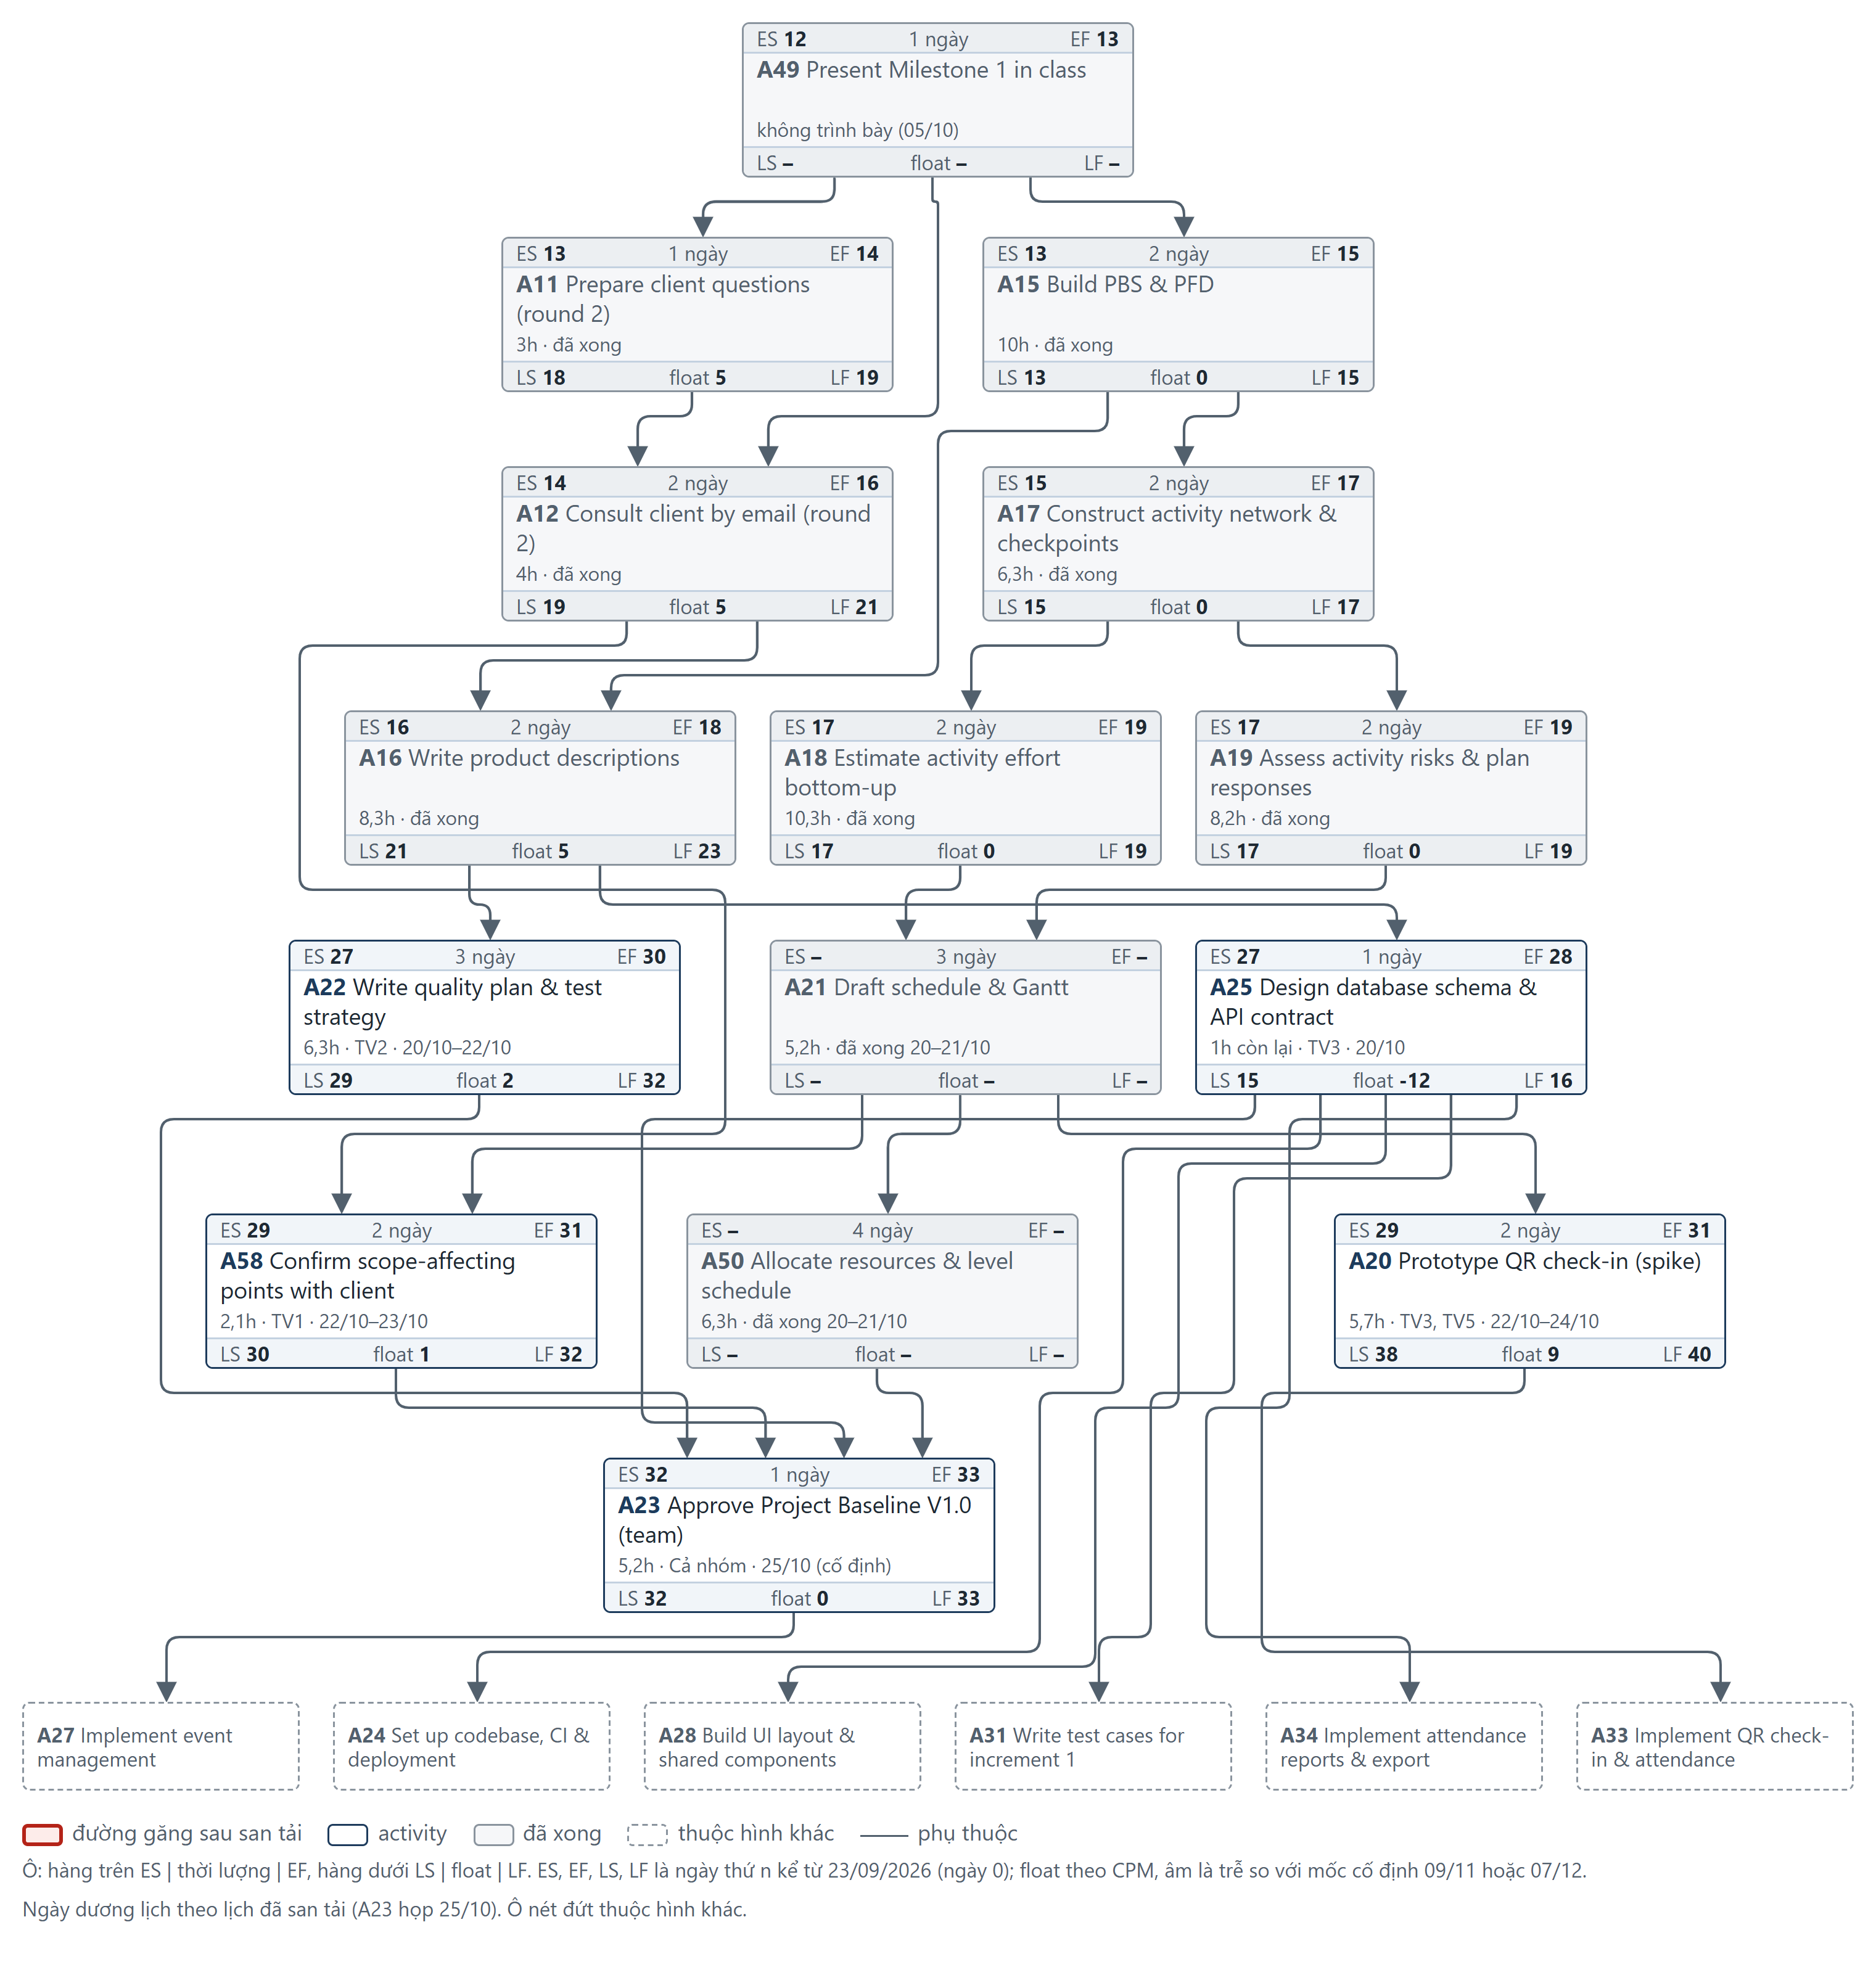 ES 12 1 ngày EF 13
A49 Present Milestone 1 in class
không trình bày (05/10)
LS – float – LF –
ES 13 1 ngày EF 14
A11 Prepare client questions
(round 2)
3h · đã xong
LS 18 float 5 LF 19
ES 13 2 ngày EF 15
A15 Build PBS & PFD
10h · đã xong
LS 13 float 0 LF 15
ES 14 2 ngày EF 16
A12 Consult client by email (round
2)
4h · đã xong
LS 19 float 5 LF 21
ES 15 2 ngày EF 17
A17 Construct activity network &
checkpoints
6,3h · đã xong
LS 15 float 0 LF 17
ES 16 2 ngày EF 18
A16 Write product descriptions
8,3h · đã xong
LS 21 float 5 LF 23
ES 17 2 ngày EF 19
A18 Estimate activity effort
bottom-up
10,3h · đã xong
LS 17 float 0 LF 19
ES 17 2 ngày EF 19
A19 Assess activity risks & plan
responses
8,2h · đã xong
LS 17 float 0 LF 19
ES 27 3 ngày EF 30
A22 Write quality plan & test
strategy
6,3h · TV2 · 20/10–22/10
LS 29 float 2 LF 32
ES – 3 ngày EF –
A21 Draft schedule & Gantt
5,2h · đã xong 20–21/10
LS – float – LF –
ES 27 1 ngày EF 28
A25 Design database schema &
API contract
1h còn lại · TV3 · 20/10
LS 15 float -12 LF 16
ES 29 2 ngày EF 31
A58 Confirm scope-affecting
points with client
2,1h · TV1 · 22/10–23/10
LS 30 float 1 LF 32
ES – 4 ngày EF –
A50 Allocate resources & level
schedule
6,3h · đã xong 20–21/10
LS – float – LF –
ES 29 2 ngày EF 31
A20 Prototype QR check-in (spike)
5,7h · TV3, TV5 · 22/10–24/10
LS 38 float 9 LF 40
ES 32 1 ngày EF 33
A23 Approve Project Baseline V1.0
(team)
5,2h · Cả nhóm · 25/10 (cố định)
LS 32 float 0 LF 33
A27 Implement event
management
A24 Set up codebase, CI &
deployment
A28 Build UI layout &
shared components
A31 Write test cases for
increment 1
A34 Implement attendance
reports & export
A33 Implement QR check-
in & attendance
đường găng sau san tải activity đã xong thuộc hình khác phụ thuộc
Ô: hàng trên ES | thời lượng | EF, hàng dưới LS | float | LF. ES, EF, LS, LF là ngày thứ n kể từ 23/09/2026 (ngày 0); float theo CPM, âm là trễ so với mốc cố định 09/11 hoặc 07/12.
Ngày dương lịch theo lịch đã san tải (A23 họp 25/10). Ô nét đứt thuộc hình khác.